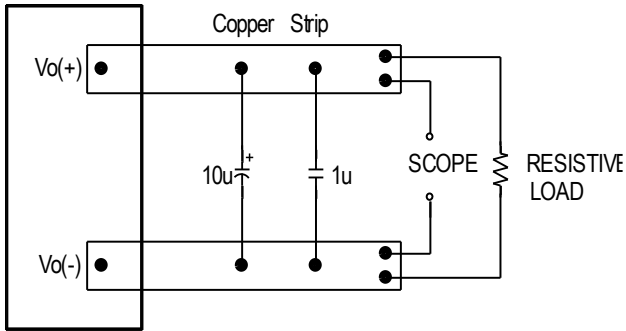 Copper Strip
Vo(+)
10u
+
1u
SCOPE
RESISTIVE
LOAD
Vo(-)